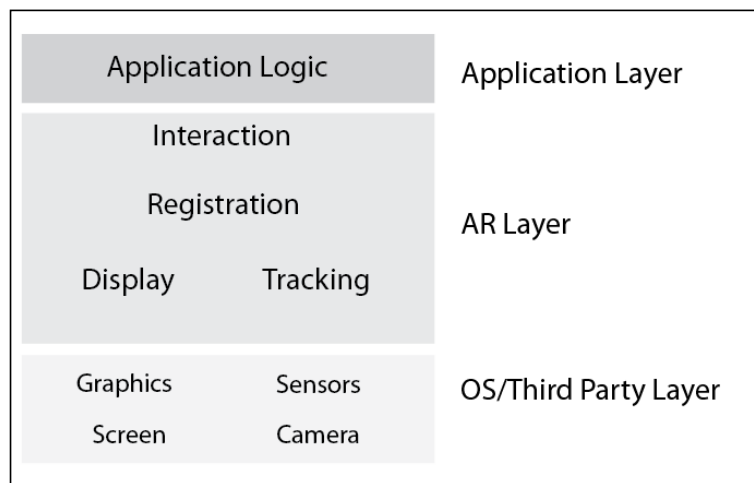 Application Logic
Application Layer
Interaction
Registration
AR Layer
Display Tracking
Graphics Sensors
OS/Third Party Layer
Screen Camera